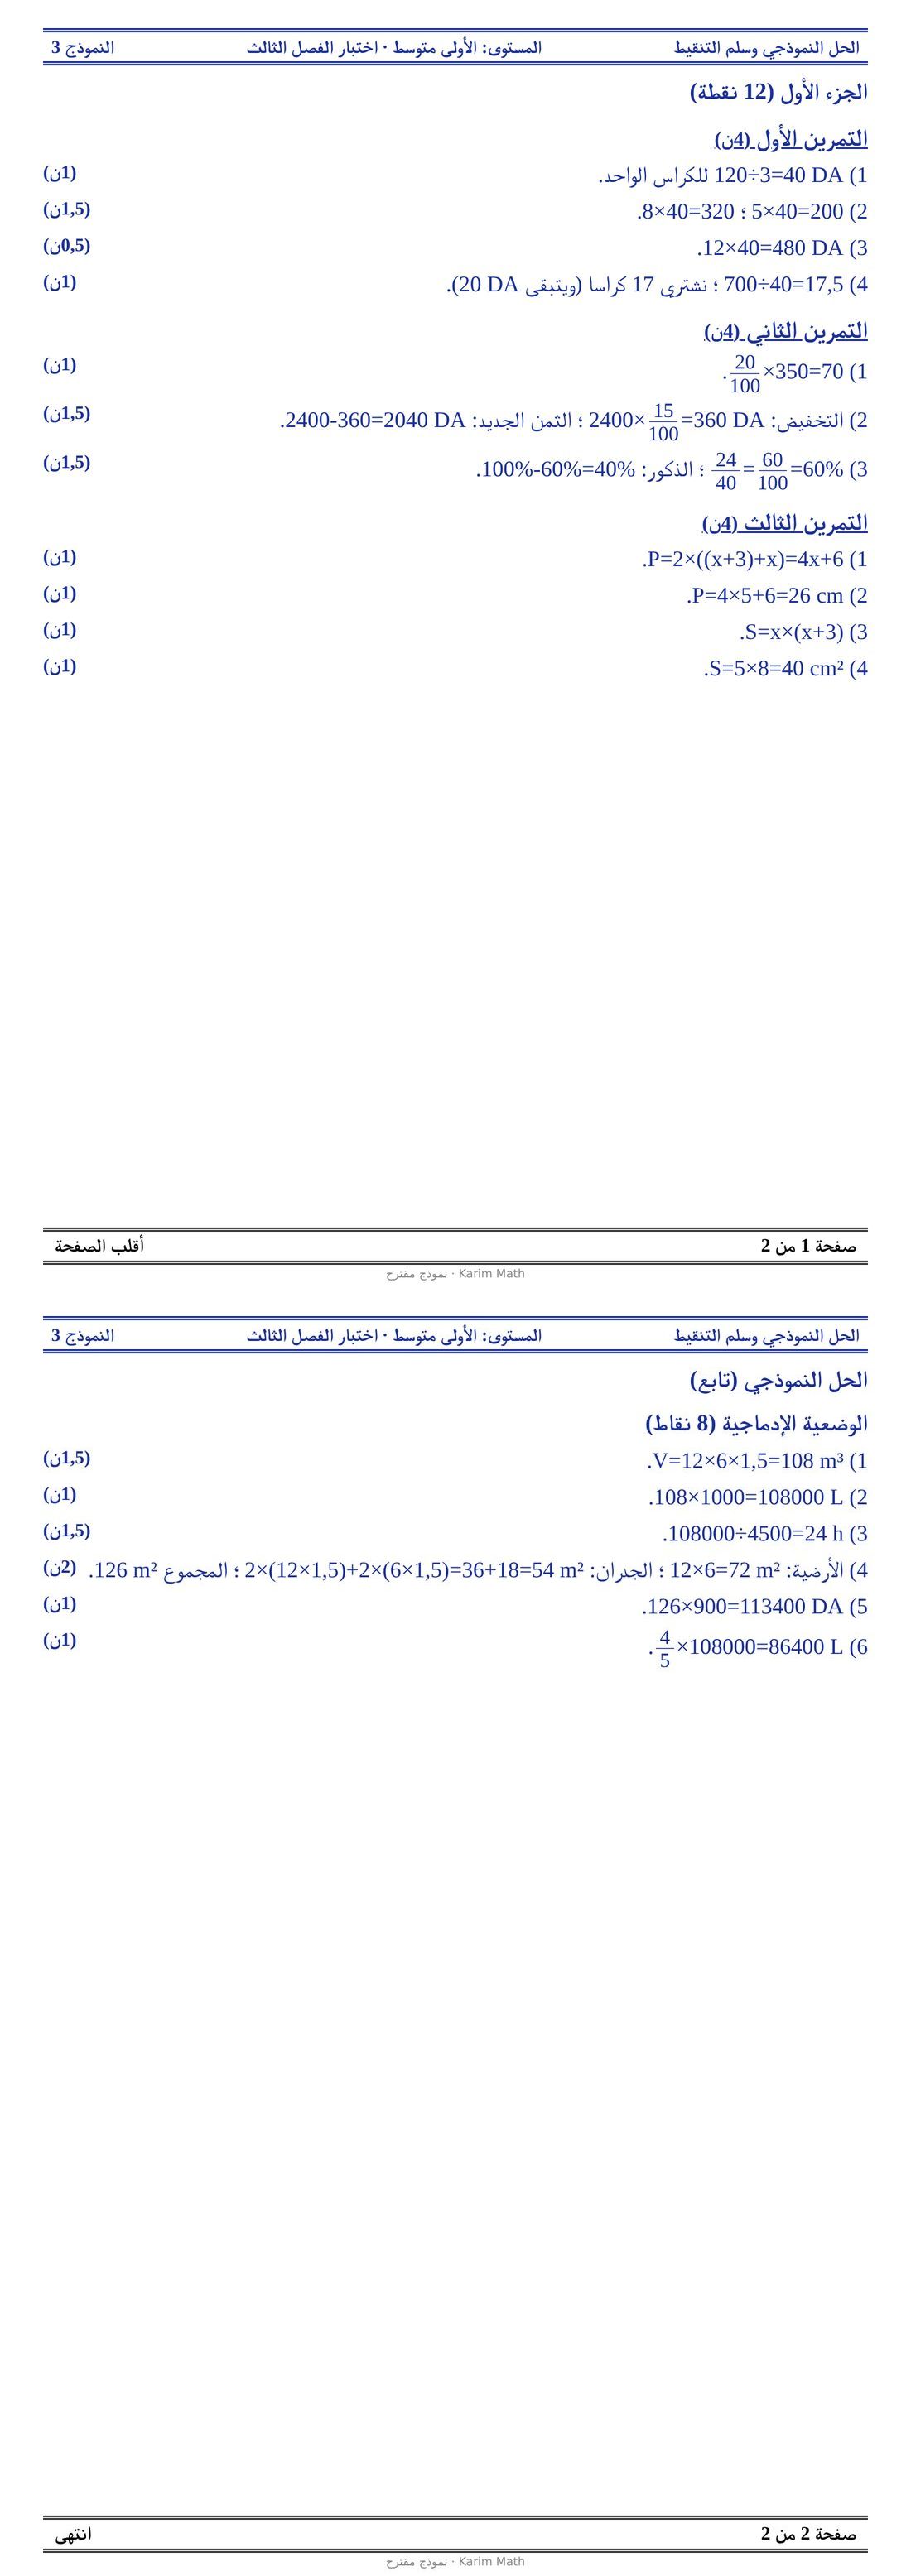 الحل النموذجي وسلم التنقيط المستوى: الأولى متوسط · اختبار الفصل الثالث النموذج 3
الجزء الأول (12 نقطة)
التمرين الأول (4ن)
1) 120÷3=40 DA للكراس الواحد. (1ن)
2) 5×40=200 ؛ 8×40=320. (1,5ن)
3) 12×40=480 DA. (0,5ن)
4) 700÷40=17,5 ؛ نشتري 17 كراسا (ويتبقى 20 DA). (1ن)
التمرين الثاني (4ن)
1) 20/100×350=70. (1ن)
2) التخفيض: 2400×15/100=360 DA ؛ الثمن الجديد: 2400-360=2040 DA. (1,5ن)
3) 24/40=60/100=60% ؛ الذكور: 100%-60%=40%. (1,5ن)
التمرين الثالث (4ن)
1) P=2×((x+3)+x)=4x+6. (1ن)
2) P=4×5+6=26 cm. (1ن)
3) S=x×(x+3). (1ن)
4) S=5×8=40 cm². (1ن)
صفحة 1 من 2 أقلب الصفحة
Karim Math · نموذج مقترح
الحل النموذجي وسلم التنقيط المستوى: الأولى متوسط · اختبار الفصل الثالث النموذج 3
الحل النموذجي (تابع)
الوضعية الإدماجية (8 نقاط)
1) V=12×6×1,5=108 m³. (1,5ن)
2) 108×1000=108000 L. (1ن)
3) 108000÷4500=24 h. (1,5ن)
4) الأرضية: 12×6=72 m² ؛ الجدران: 2×(12×1,5)+2×(6×1,5)=36+18=54 m² ؛ المجموع 126 m². (2ن)
5) 126×900=113400 DA. (1ن)
6) 4/5×108000=86400 L. (1ن)
صفحة 2 من 2 انتهى
Karim Math · نموذج مقترح